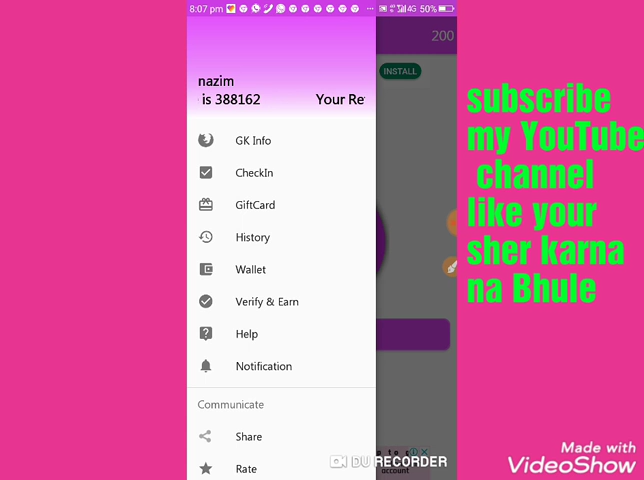 8:07 pm
4G 50%
200
INSTALL
nazim
is 388162 Your Re
GK Info
CheckIn
GiftCard
History
Wallet
Verify & Earn
Help
Notification
Communicate
Share
Rate
account
DU RECORDER
subscribe
my YouTube
channel
like your
sher karna
na Bhule
Made with
VideoShow